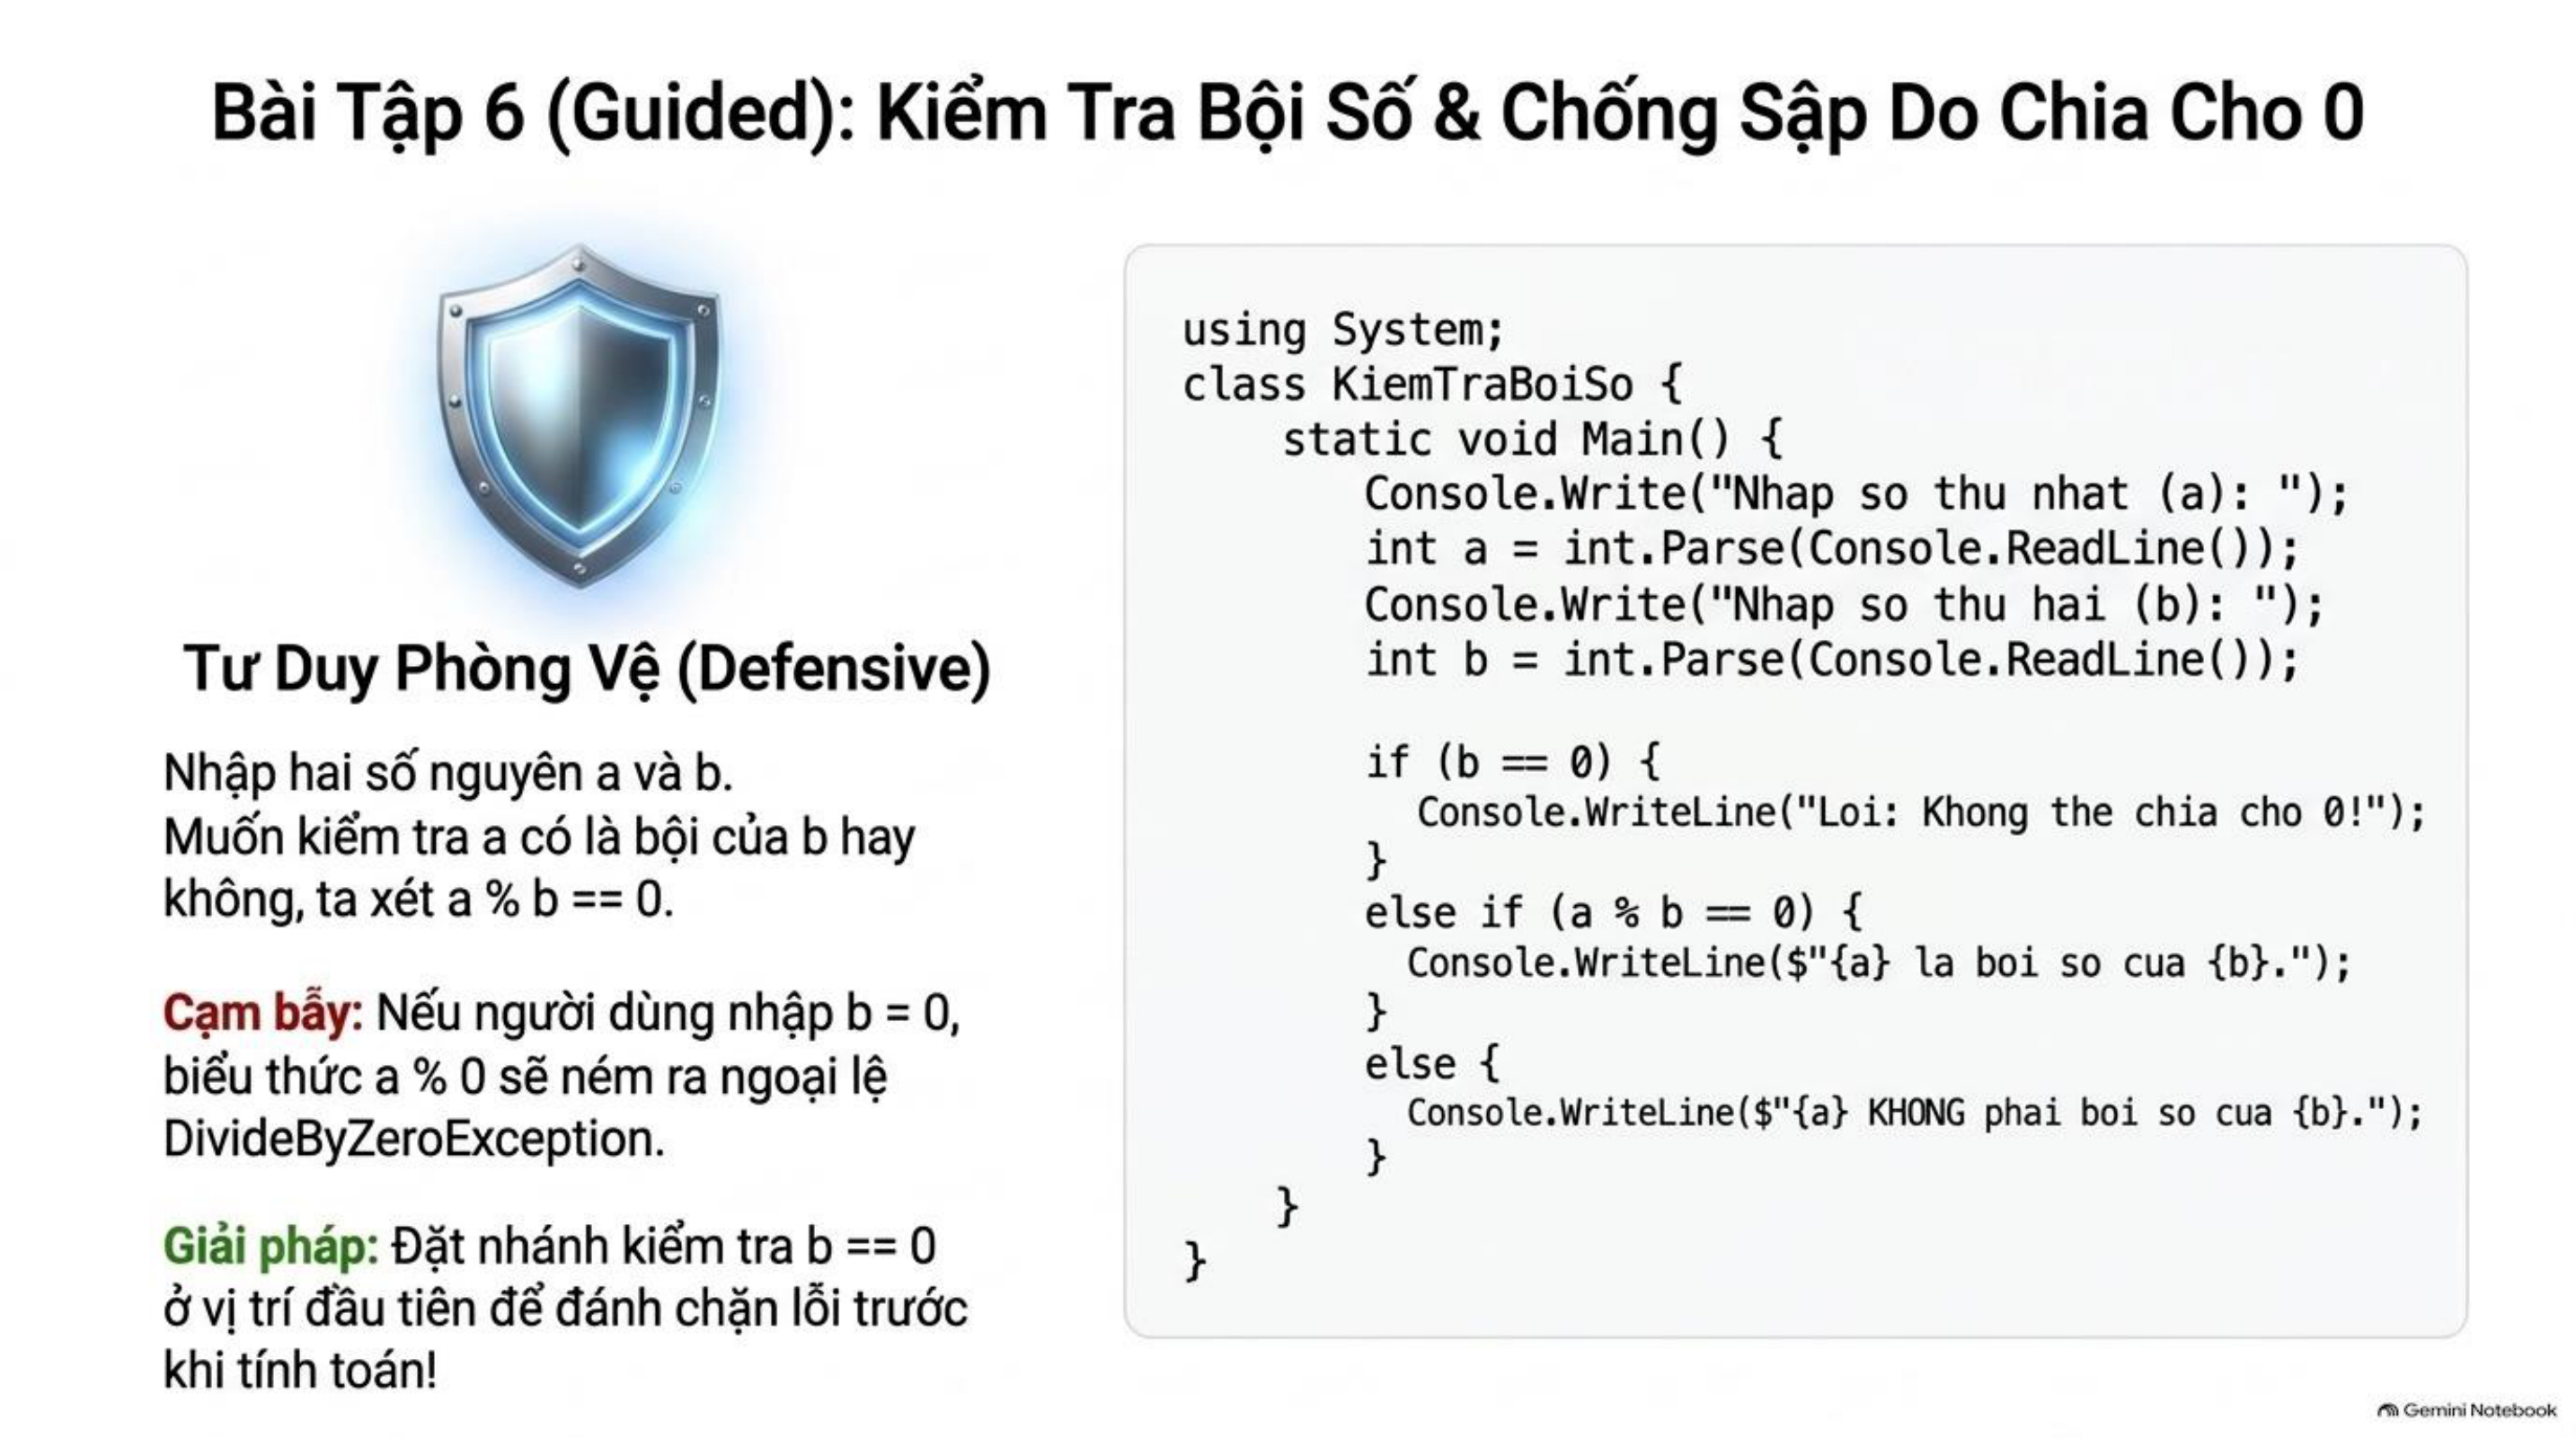 Bài Tập 6 (Guided): Kiểm Tra Bội Số & Chống Sập Do Chia Cho 0
Tư Duy Phòng Vệ (Defensive)
Nhập hai số nguyên a và b.
Muốn kiểm tra a có là bội của b hay
không, ta xét a % b == 0.
Cạm bẫy: Nếu người dùng nhập b = 0,
biểu thức a % 0 sẽ ném ra ngoại lệ
DivideByZeroException.
Giải pháp: Đặt nhánh kiểm tra b == 0
ở vị trí đầu tiên để đánh chặn lỗi trước
khi tính toán!
using System;
class KiemTraBoiSo {
    static void Main() {
        Console.Write("Nhap so thu nhat (a): ");
        int a = int.Parse(Console.ReadLine());
        Console.Write("Nhap so thu hai (b): ");
        int b = int.Parse(Console.ReadLine());
        if (b == 0) {
          Console.WriteLine("Loi: Khong the chia cho 0!");
        }
        else if (a % b == 0) {
          Console.WriteLine($"{a} la boi so cua {b}.");
        }
        else {
          Console.WriteLine($"{a} KHONG phai boi so cua {b}.");
        }
    }
}
Gemini Notebook